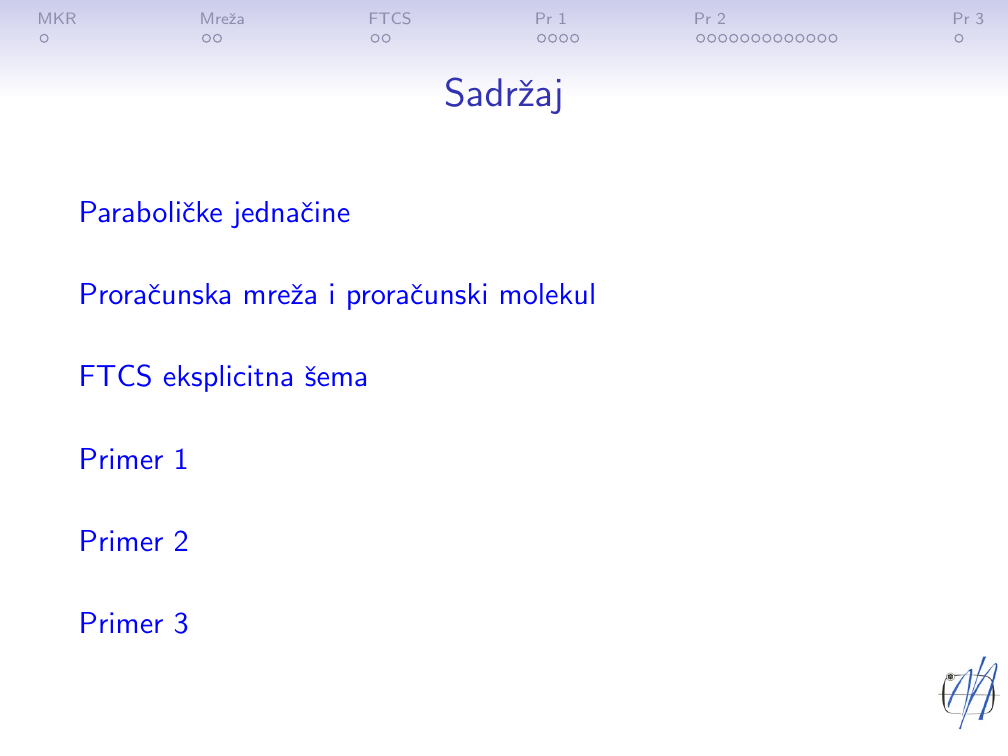 MKR Mreža FTCS Pr 1 Pr 2 Pr 3
Sadržaj
Paraboličke jednačine
Proračunska mreža i proračunski molekul
FTCS eksplicitna šema
Primer 1
Primer 2
Primer 3